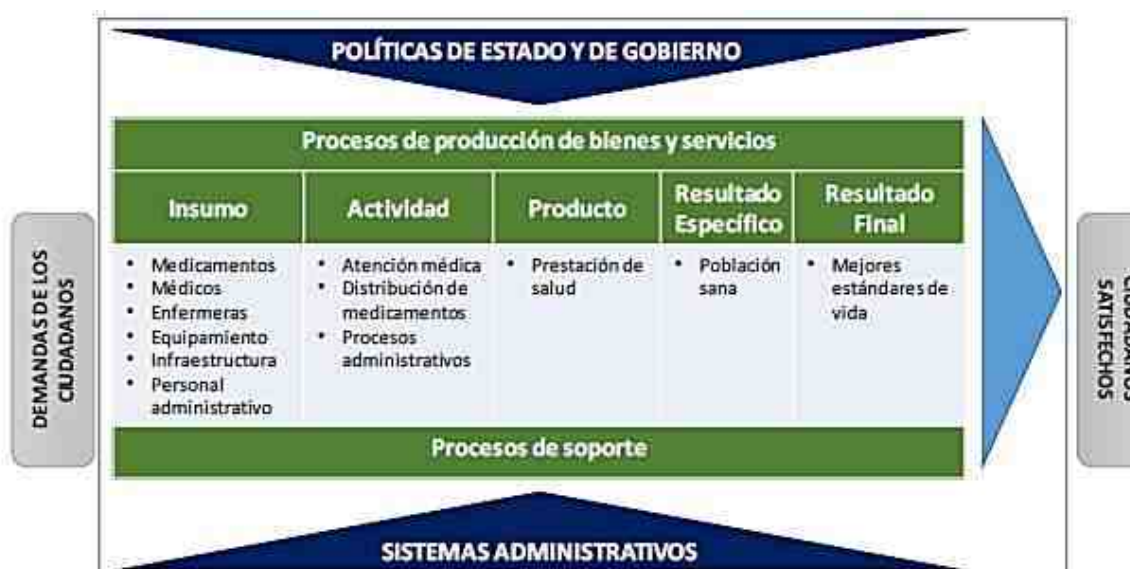 POLÍTICAS DE ESTADO Y DE GOBIERNO
DEMANDAS DE LOS
CIUDADANOS
Procesos de producción de bienes y servicios
Insumo
Actividad
Producto
Resultado
Específico
Resultado
Final
• Medicamentos
• Médicos
• Enfermeras
• Equipamiento
• Infraestructura
• Personal
administrativo
• Atención médica
• Distribución de
medicamentos
• Procesos
administrativos
• Prestación de
salud
• Población
sana
• Mejores
estándares de
vida
Procesos de soporte
SISTEMAS ADMINISTRATIVOS
CIUDADANOS
SATISFECHOS